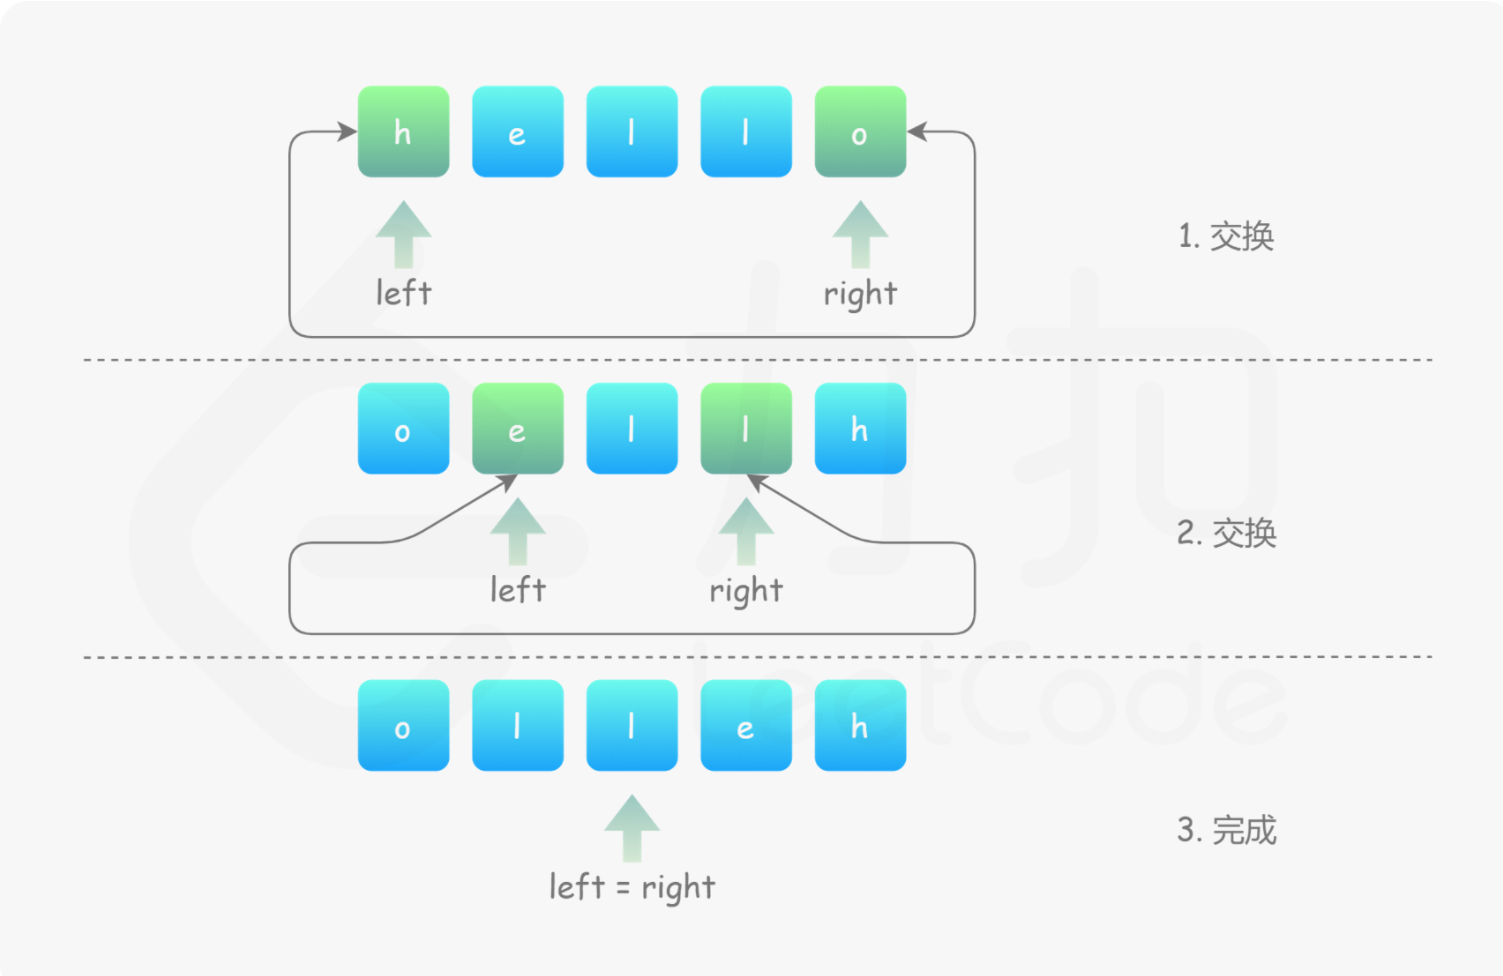 h e l l o
left right
1. 交换
o e l l h
left right
2. 交换
o l l e h
left = right
3. 完成
力扣
LeetCode